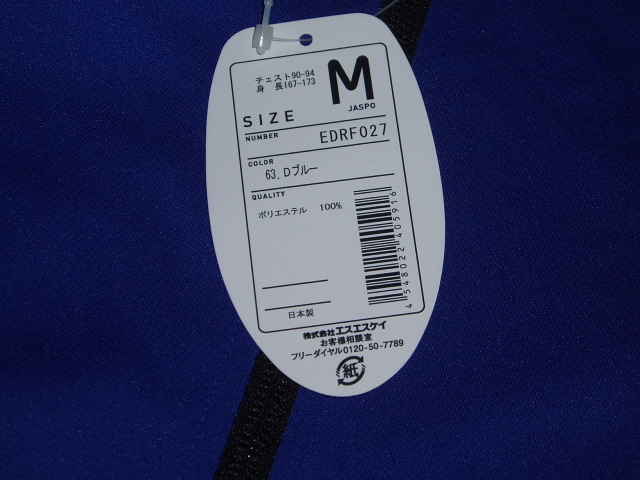 チェスト90-94
身 長167-173
M
JASPO
SIZE
NUMBER
EDRF027
COLOR
63.Dブルー
QUALITY
ポリエステル 100%
4548022405916
日本製
株式会社エスエスケイ
お客様相談室
フリーダイヤル0120-50-7789
紙